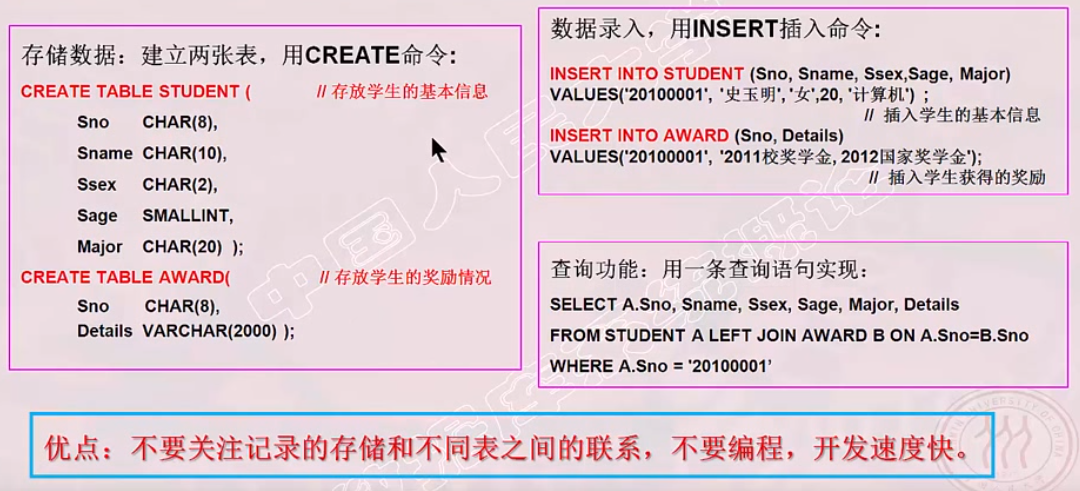 存储数据：建立两张表，用CREATE命令:
CREATE TABLE STUDENT ( // 存放学生的基本信息
Sno CHAR(8),
Sname CHAR(10),
Ssex CHAR(2),
Sage SMALLINT,
Major CHAR(20) );
CREATE TABLE AWARD( // 存放学生的奖励情况
Sno CHAR(8),
Details VARCHAR(2000) );
数据录入，用INSERT插入命令:
INSERT INTO STUDENT (Sno, Sname, Ssex,Sage, Major)
VALUES('20100001', '史玉明', '女',20, '计算机') ;
// 插入学生的基本信息
INSERT INTO AWARD (Sno, Details)
VALUES('20100001', '2011校奖学金, 2012国家奖学金');
// 插入学生获得的奖励
查询功能：用一条查询语句实现：
SELECT A.Sno, Sname, Ssex, Sage, Major, Details
FROM STUDENT A LEFT JOIN AWARD B ON A.Sno=B.Sno
WHERE A.Sno = '20100001’
优点：不要关注记录的存储和不同表之间的联系，不要编程，开发速度快。